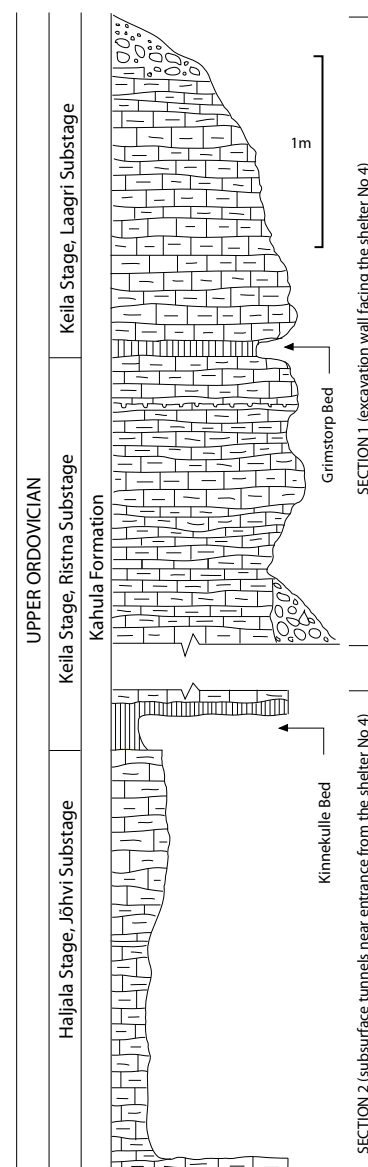 UPPER ORDOVICIAN
Keila Stage, Laagri Substage
Keila Stage, Ristna Substage
Haljala Stage, Jõhvi Substage
Kahula Formation
1m
Grimstorp Bed
Kinnekulle Bed
SECTION 1 (excavation wall facing the shelter No 4)
SECTION 2 (subsurface tunnels near entrance from the shelter No 4)